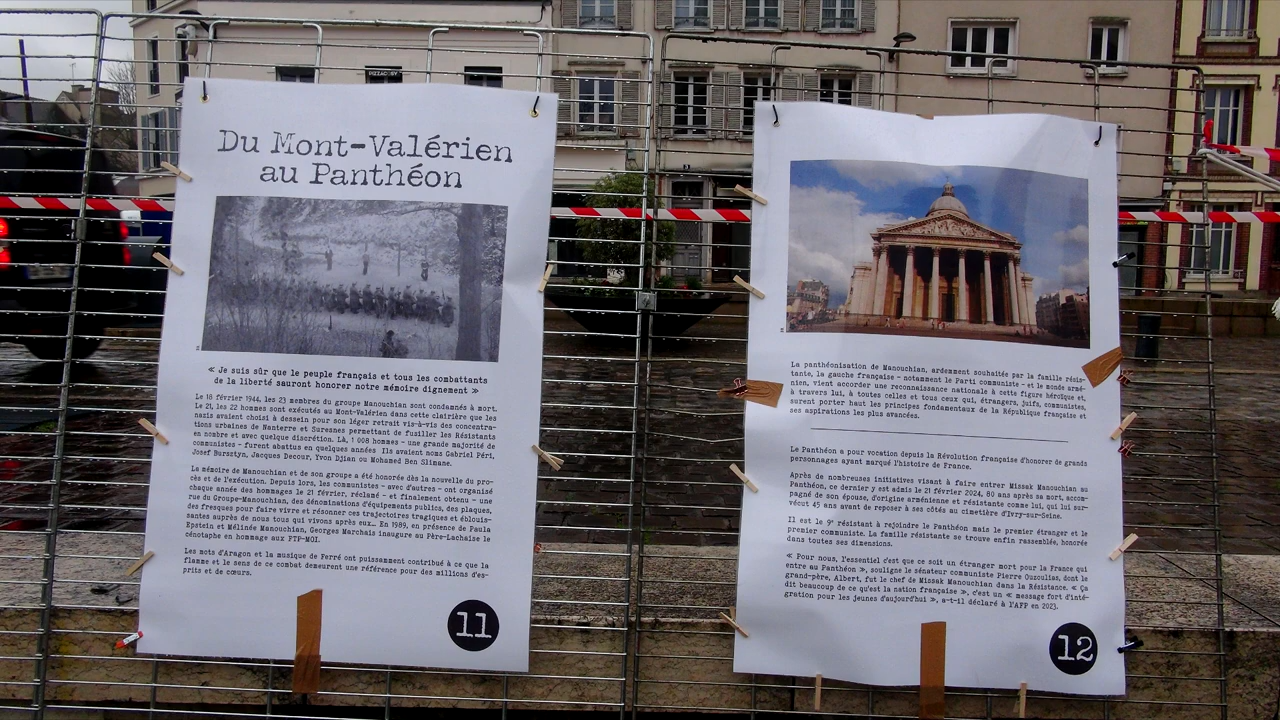 PIZZA COSY
Du Mont-Valérien
au Panthéon
« Je suis sûr que le peuple français et tous les combattants
de la liberté sauront honorer notre mémoire dignement »
Le 18 février 1944, les 23 membres du groupe Manouchian sont condamnés à mort.
Le 21, les 22 hommes sont exécutés au Mont-Valérien dans cette clairière que les
nazis avaient choisi à dessein pour son léger retrait vis-à-vis des concentra-
tions urbaines de Nanterre et Suresnes permettant de fusiller les Résistants
en nombre et avec quelque discrétion. Là, 1 008 hommes - une grande majorité de
communistes - furent abattus en quelques années. Ils avaient noms Gabriel Péri,
Josef Bursztyn, Jacques Decour, Yvon Djian ou Mohamed Ben Slimane.
La mémoire de Manouchian et de son groupe a été honorée dès la nouvelle du pro-
cès et de l'exécution. Depuis lors, les communistes - avec d'autres - ont organisé
chaque année des hommages le 21 février, réclamé - et finalement obtenu - une
rue du Groupe-Manouchian, des dénominations d'équipements publics, des plaques,
des fresques pour faire vivre et résonner ces trajectoires tragiques et éblouis-
santes auprès de nous tous qui vivons après eux... En 1989, en présence de Paula
Epstein et Mélinée Manouchian, Georges Marchais inaugure au Père-Lachaise le
cénotaphe en hommage aux FTP-MOI.
Les mots d'Aragon et la musique de Ferré ont puissamment contribué à ce que la
flamme et le sens de ce combat demeurent une référence pour des millions d'es-
prits et de cœurs.
11
La panthéonisation de Manouchian, ardemment souhaitée par la famille résis-
tante, la gauche française - notamment le Parti communiste - et le monde armé-
nien, vient accorder une reconnaissance nationale à cette figure héroïque et,
à travers lui, à toutes celles et tous ceux qui, étrangers, juifs, communistes,
surent porter haut les principes fondamentaux de la République française et
ses aspirations les plus avancées.
Le Panthéon a pour vocation depuis la Révolution française d'honorer de grands
personnages ayant marqué l'histoire de France.
Après de nombreuses initiatives visant à faire entrer Missak Manouchian au
Panthéon, ce dernier y est admis le 21 février 2024, 80 ans après sa mort, accom-
pagné de son épouse, d'origine arménienne et résistante comme lui, qui lui sur-
vécut 45 ans avant de reposer à ses côtés au cimetière d'Ivry-sur-Seine.
Il est le 9e résistant à rejoindre le Panthéon mais le premier étranger et le
premier communiste. La famille résistante se trouve enfin rassemblée, honorée
dans toutes ses dimensions.
« Pour nous, l'essentiel c'est que ce soit un étranger mort pour la France qui
entre au Panthéon », souligne le sénateur communiste Pierre Ouzoulias, dont le
grand-père, Albert, fut le chef de Missak Manouchian dans la Résistance. « Ça
dit beaucoup de ce qu'est la nation française », c'est un « message fort d'inté-
gration pour les jeunes d'aujourd'hui », a-t-il déclaré à l'AFP en 2023.
12